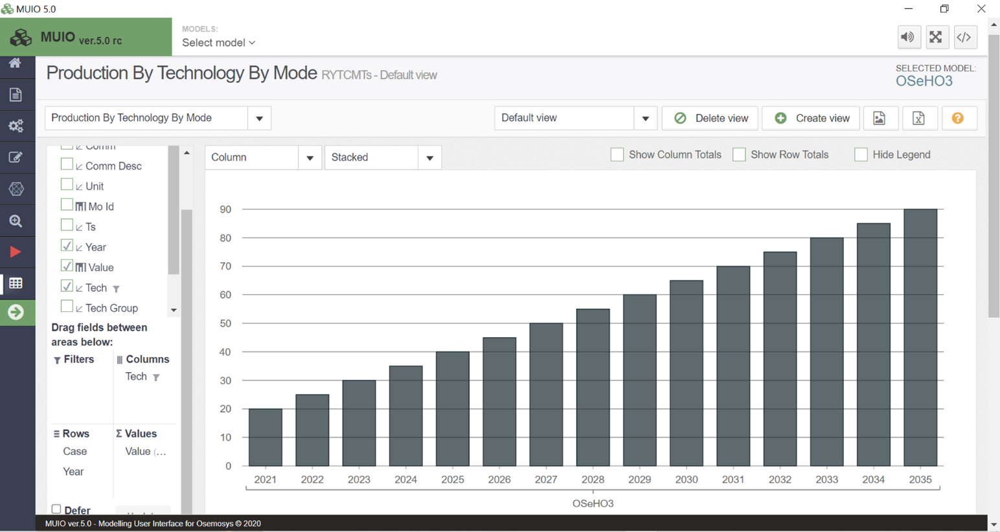 MUIO 5.0
MUIO ver.5.0 rc
MODELS:
Select model
Production By Technology By Mode RYTCMTs - Default view
SELECTED MODEL:
OSeHO3
Production By Technology By Mode
Default view
Delete view
Create view
Comm
Comm Desc
Unit
Mo Id
Ts
Year
Value
Tech
Tech Group
Drag fields between
areas below:
Filters
Columns
Tech
Rows
Values
Case
Value (...
Year
Defer
Column
Stacked
Show Column Totals
Show Row Totals
Hide Legend
90
80
70
60
50
40
30
20
10
0
2021 2022 2023 2024 2025 2026 2027 2028 2029 2030 2031 2032 2033 2034 2035
OSeHO3
MUIO ver.5.0 - Modelling User Interface for Osemosys © 2020